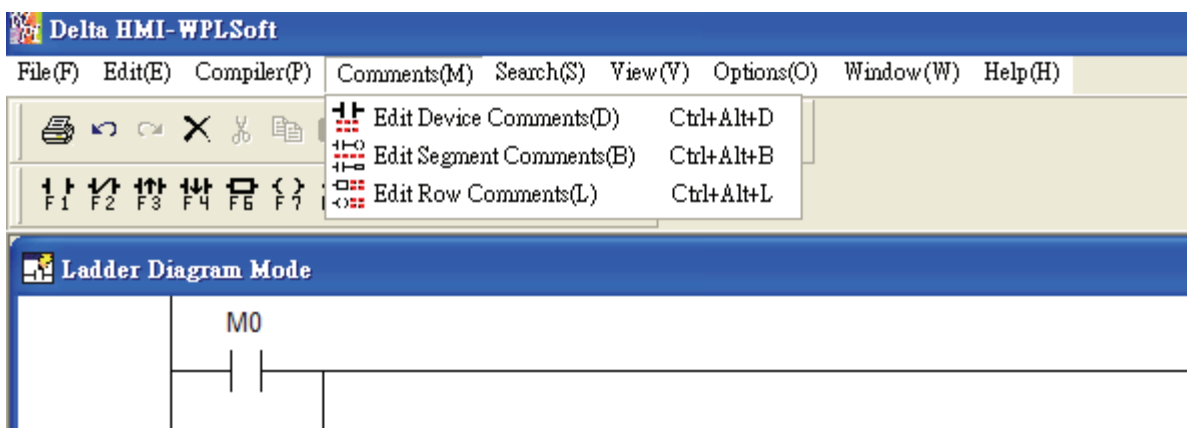 Delta HMI-WPLSoft
File(F) Edit(E) Compiler(P) Comments(M) Search(S) View(V) Options(O) Window(W) Help(H)
Edit Device Comments(D) Ctrl+Alt+D
Edit Segment Comments(B) Ctrl+Alt+B
Edit Row Comments(L) Ctrl+Alt+L
F1 F2 F3 F4 F6 F7
Ladder Diagram Mode
M0